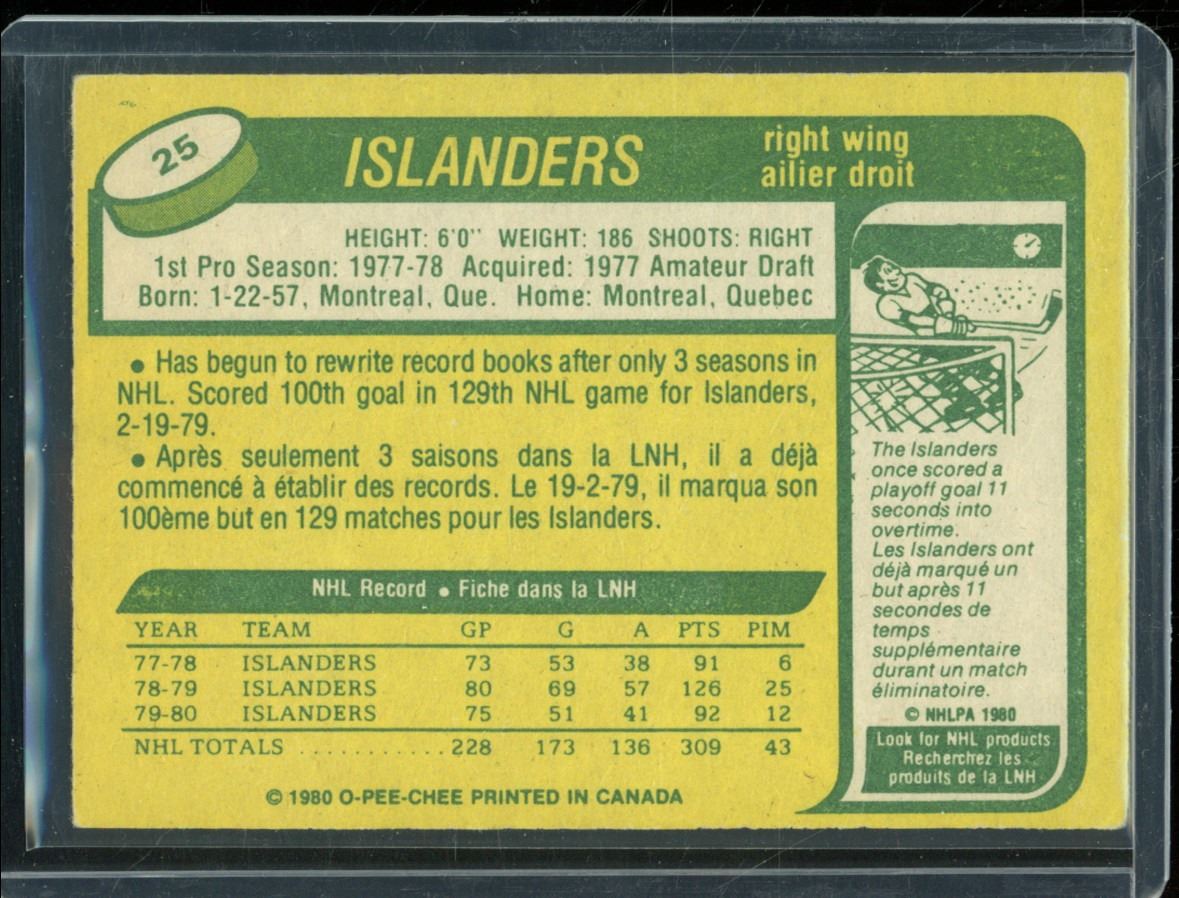 25
ISLANDERS
right wing
ailier droit
HEIGHT: 6'0" WEIGHT: 186 SHOOTS: RIGHT
1st Pro Season: 1977-78 Acquired: 1977 Amateur Draft
Born: 1-22-57, Montreal, Que. Home: Montreal, Quebec
• Has begun to rewrite record books after only 3 seasons in
NHL. Scored 100th goal in 129th NHL game for Islanders,
2-19-79.
• Après seulement 3 saisons dans la LNH, il a déjà
commencé à établir des records. Le 19-2-79, il marqua son
100ème but en 129 matches pour les Islanders.
NHL Record • Fiche dans la LNH
YEAR TEAM GP G A PTS PIM
77-78 ISLANDERS 73 53 38 91 6
78-79 ISLANDERS 80 69 57 126 25
79-80 ISLANDERS 75 51 41 92 12
NHL TOTALS .............. 228 173 136 309 43
© 1980 O-PEE-CHEE PRINTED IN CANADA
The Islanders
once scored a
playoff goal 11
seconds into
overtime.
Les Islanders ont
déjà marqué un
but après 11
secondes de
temps
supplémentaire
durant un match
éliminatoire.
© NHLPA 1980
Look for NHL products
Recherchez les
produits de la LNH